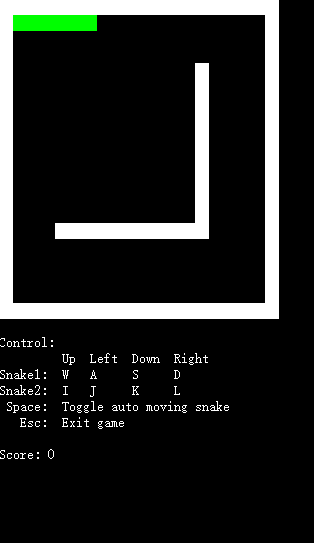 Control:
Up Left Down Right
Snake1: W A S D
Snake2: I J K L
Space: Toggle auto moving snake
Esc: Exit game
Score: 0